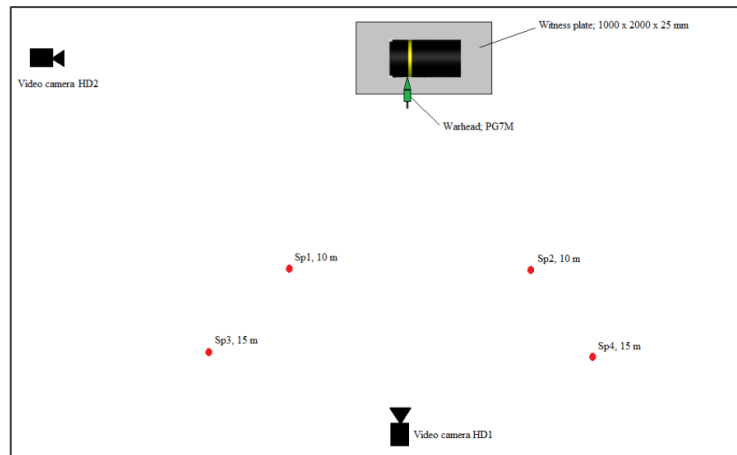 Witness plate; 1000 x 2000 x 25 mm
Video camera HD2
Warhead; PG7M
Sp1, 10 m
Sp2, 10 m
Sp3, 15 m
Sp4, 15 m
Video camera HD1